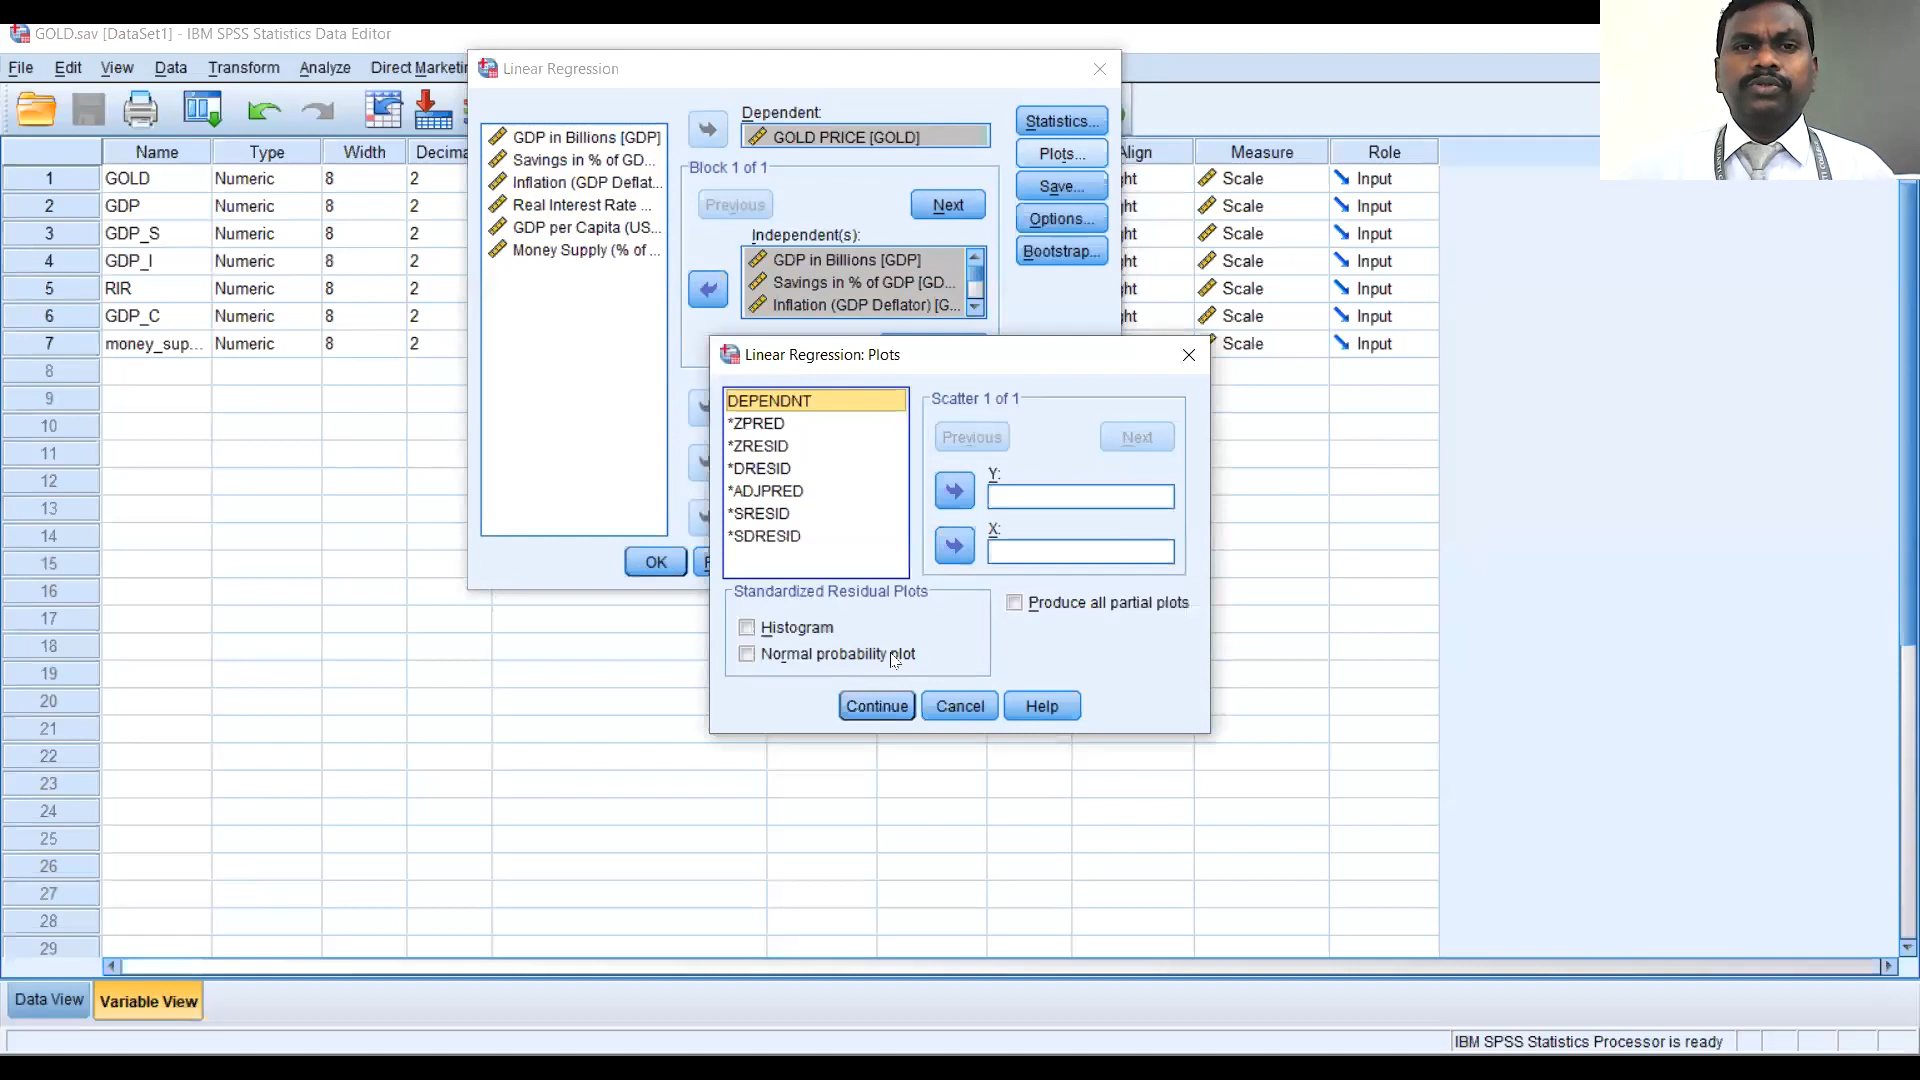 GOLD.sav [DataSet1] - IBM SPSS Statistics Data Editor
File Edit View Data Transform Analyze Direct Marketin
Name Type Width Decima lign Measure Role
1 GOLD Numeric 8 2 ght Scale Input
2 GDP Numeric 8 2 ght Scale Input
3 GDP_S Numeric 8 2 ght Scale Input
4 GDP_I Numeric 8 2 ght Scale Input
5 RIR Numeric 8 2 ght Scale Input
6 GDP_C Numeric 8 2 ght Scale Input
7 money_sup... Numeric 8 2 Scale Input
8
9
10
11
12
13
14
15
16
17
18
19
20
21
22
23
24
25
26
27
28
29
Linear Regression
GDP in Billions [GDP]
Savings in % of GD...
Inflation (GDP Deflat...
Real Interest Rate ...
GDP per Capita (US...
Money Supply (% of ...
Dependent:
GOLD PRICE [GOLD]
Block 1 of 1
Previous Next
Independent(s):
GDP in Billions [GDP]
Savings in % of GDP [GD...
Inflation (GDP Deflator) [G...
Statistics...
Plots...
Save...
Options...
Bootstrap...
OK
Linear Regression: Plots
DEPENDNT
*ZPRED
*ZRESID
*DRESID
*ADJPRED
*SRESID
*SDRESID
Scatter 1 of 1
Previous Next
Y:
X:
Standardized Residual Plots
Histogram
Normal probability plot
Produce all partial plots
Continue Cancel Help
Data View Variable View
IBM SPSS Statistics Processor is ready